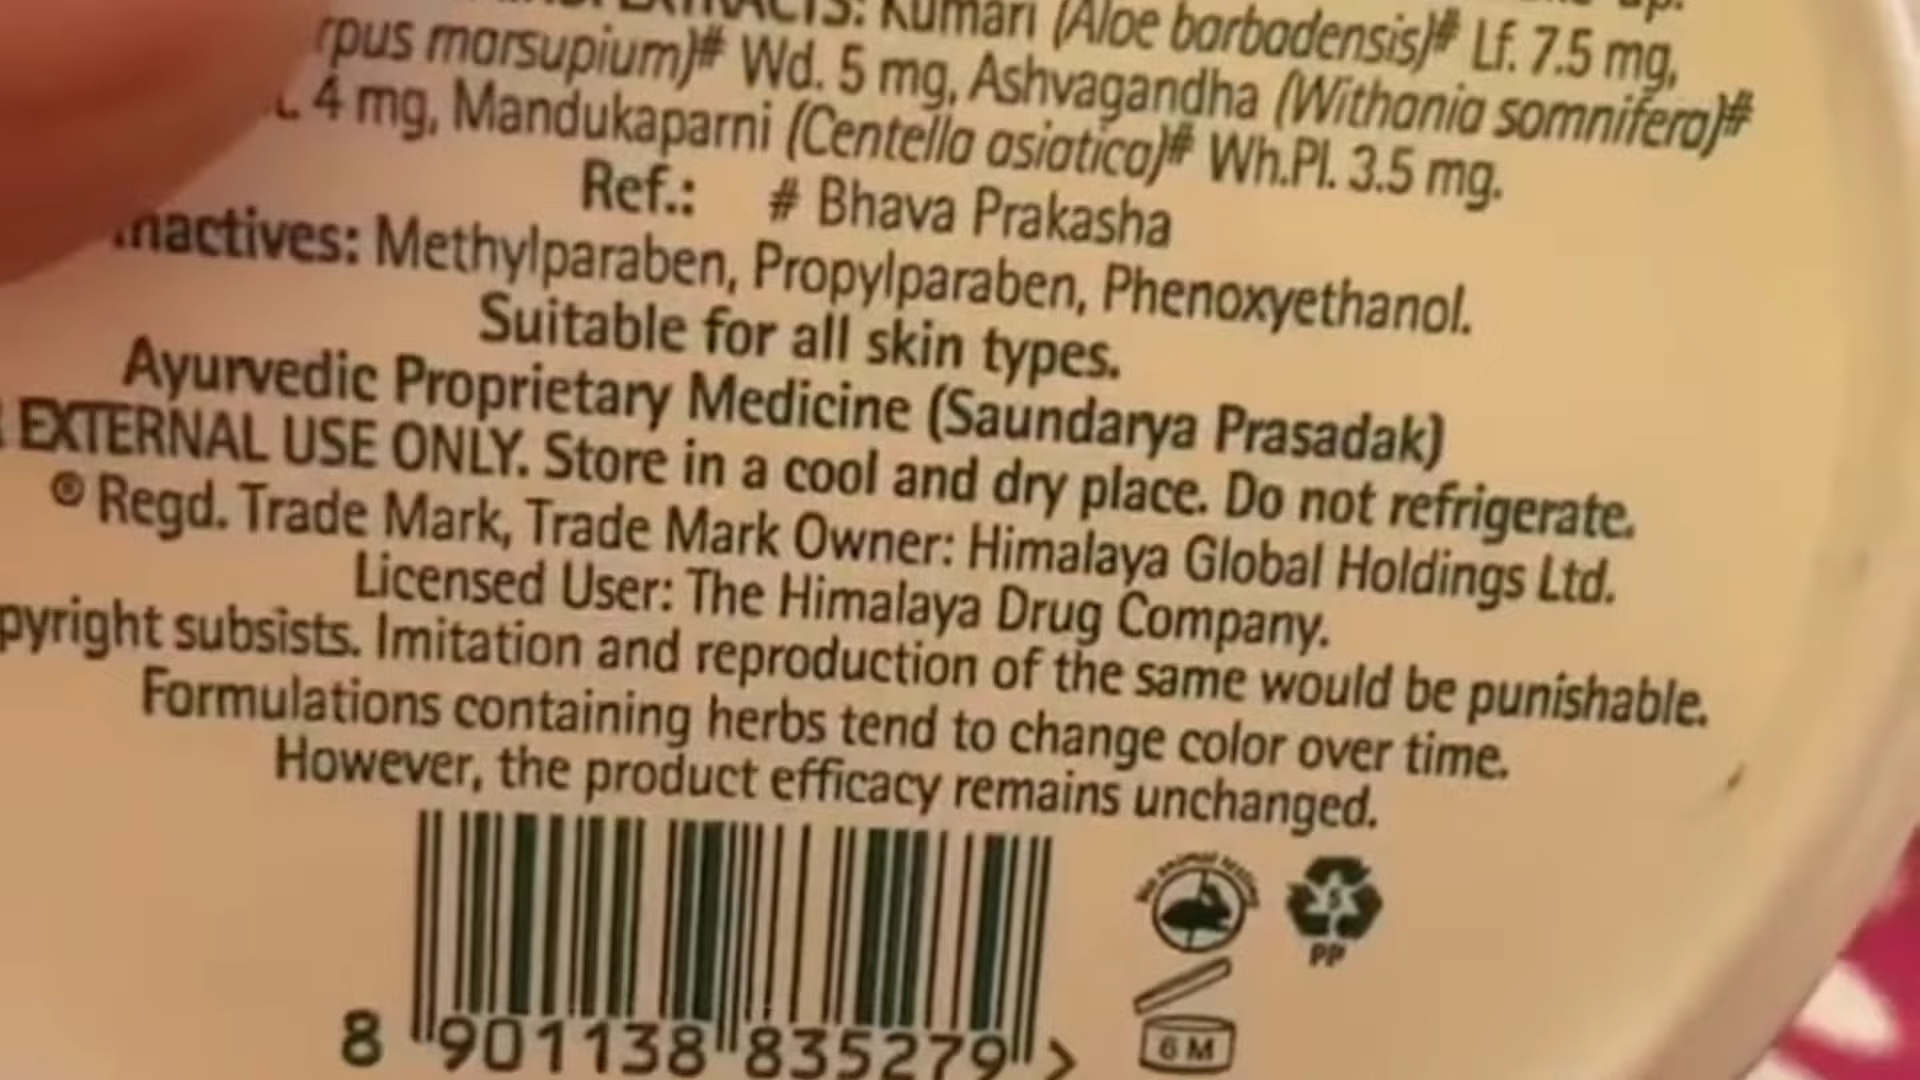 EXTRACTS: Kumari (Aloe barbadensis)# Lf. 7.5 mg,
rpus marsupium)# Wd. 5 mg, Ashvagandha (Withania somnifera)#
4 mg, Mandukaparni (Centella asiatica)# Wh.Pl. 3.5 mg.
Ref.: # Bhava Prakasha
nactives: Methylparaben, Propylparaben, Phenoxyethanol.
Suitable for all skin types.
Ayurvedic Proprietary Medicine (Saundarya Prasadak)
EXTERNAL USE ONLY. Store in a cool and dry place. Do not refrigerate.
® Regd. Trade Mark, Trade Mark Owner: Himalaya Global Holdings Ltd.
Licensed User: The Himalaya Drug Company.
pyright subsists. Imitation and reproduction of the same would be punishable.
Formulations containing herbs tend to change color over time.
However, the product efficacy remains unchanged.
No animal testing
5
PP
6 M
8 901138 835279 >